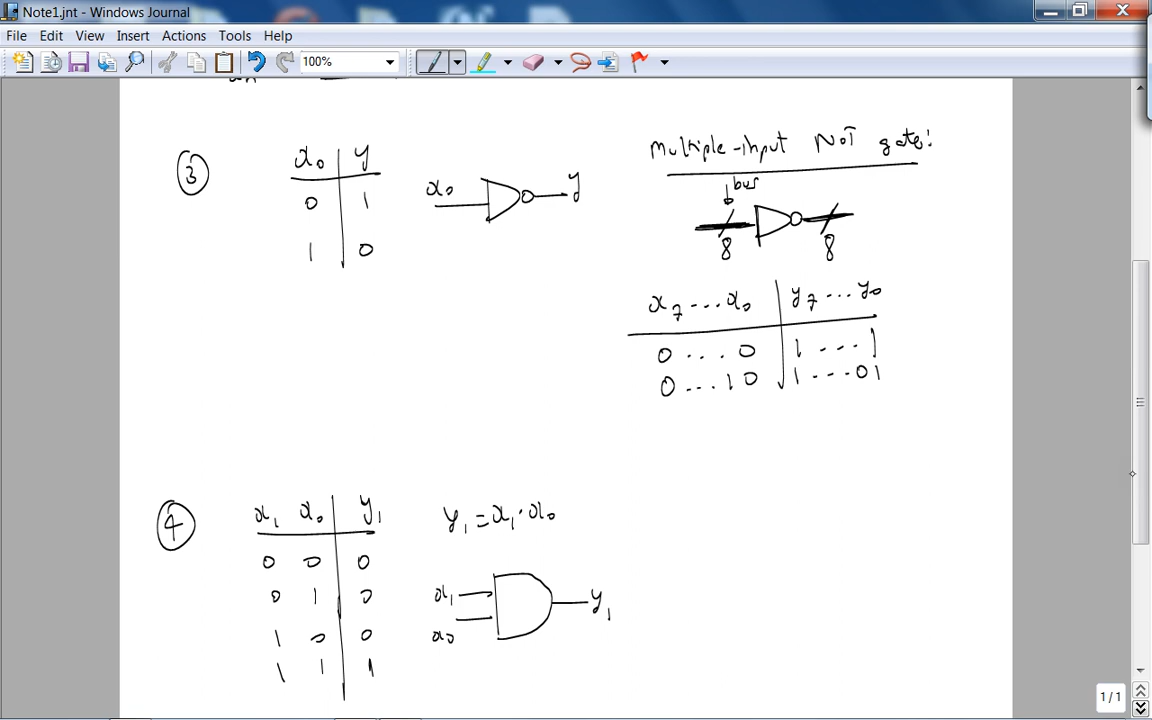 Note1.jnt - Windows Journal
File Edit View Insert Actions Tools Help
100%
3
x0 y
0 1
1 0
x0 y
Multiple-input NOT gate:
bus
8 8
x7 ... x0 y7 ... y0
0 ... 0 1 ... 1
0 ... 1 0 1 ... 0 1
4
x1 x0 y1
0 0 0
0 1 0
1 0 0
1 1 1
y1 = x1 · x0
x1
x0
y1
1 / 1